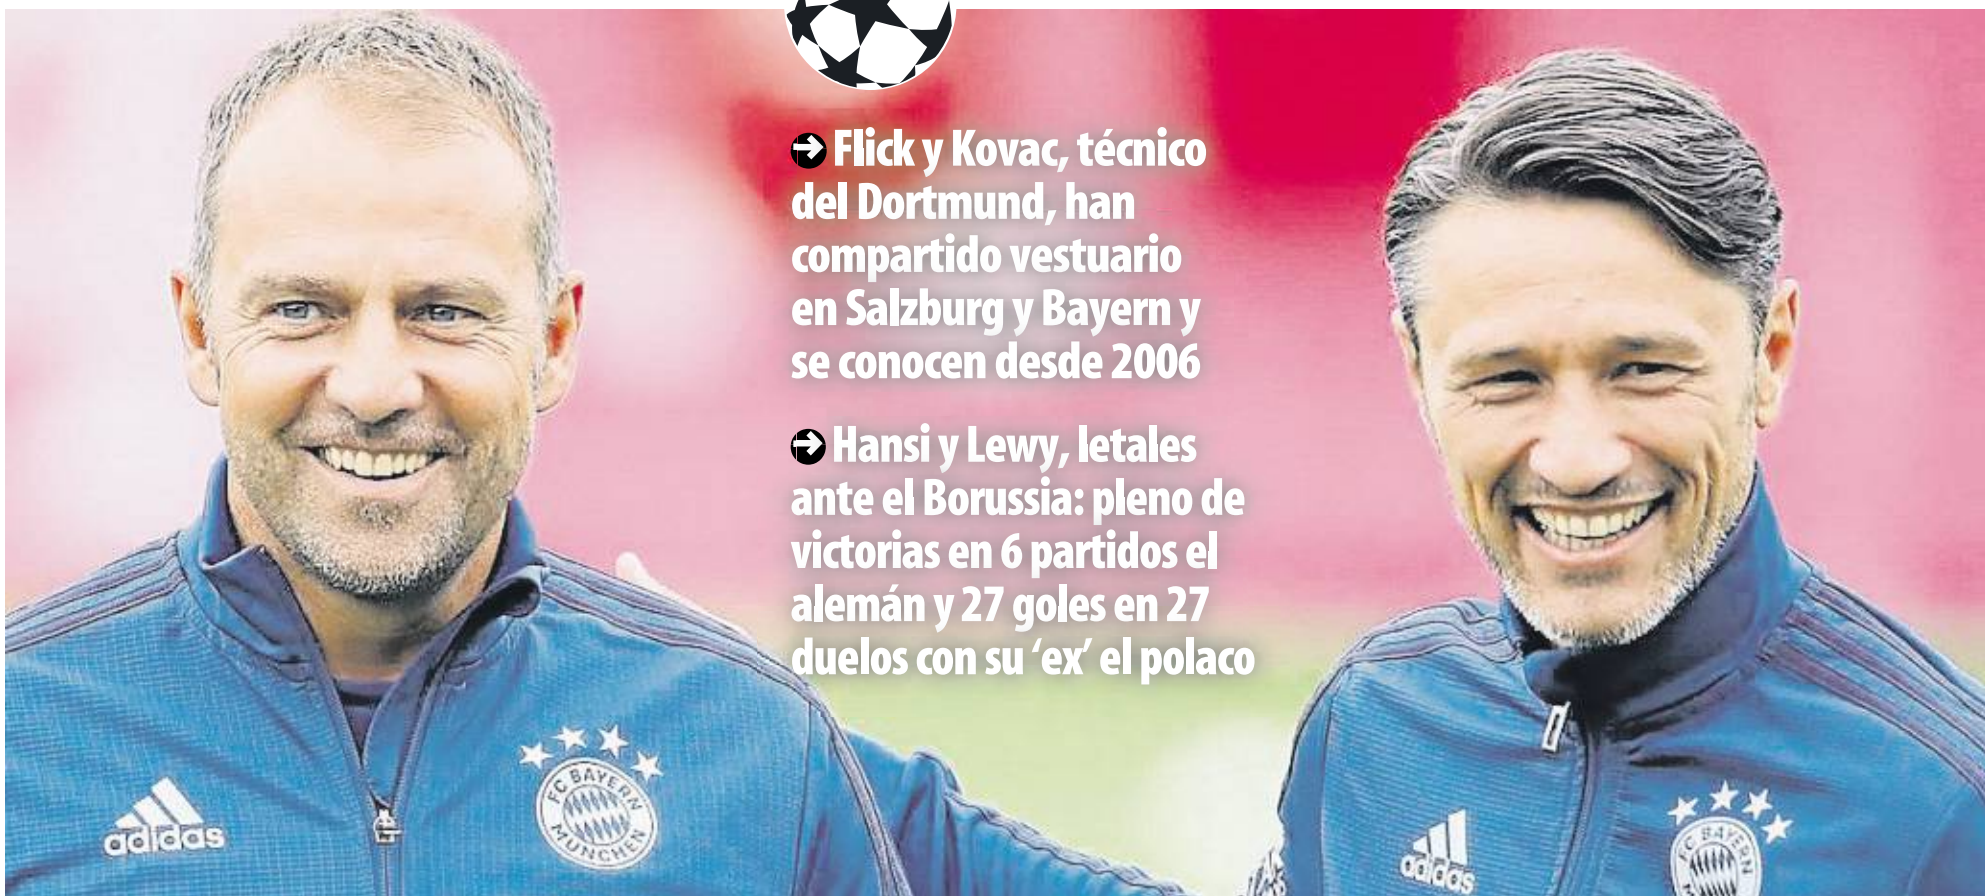 Flick y Kovac, técnico
del Dortmund, han
compartido vestuario
en Salzburg y Bayern y
se conocen desde 2006
Hansi y Lewy, letales
ante el Borussia: pleno de
victorias en 6 partidos el
alemán y 27 goles en 27
duelos con su ‘ex’ el polaco
adidas
FC BAYERN
MÜNCHEN
adidas
FC BAYERN